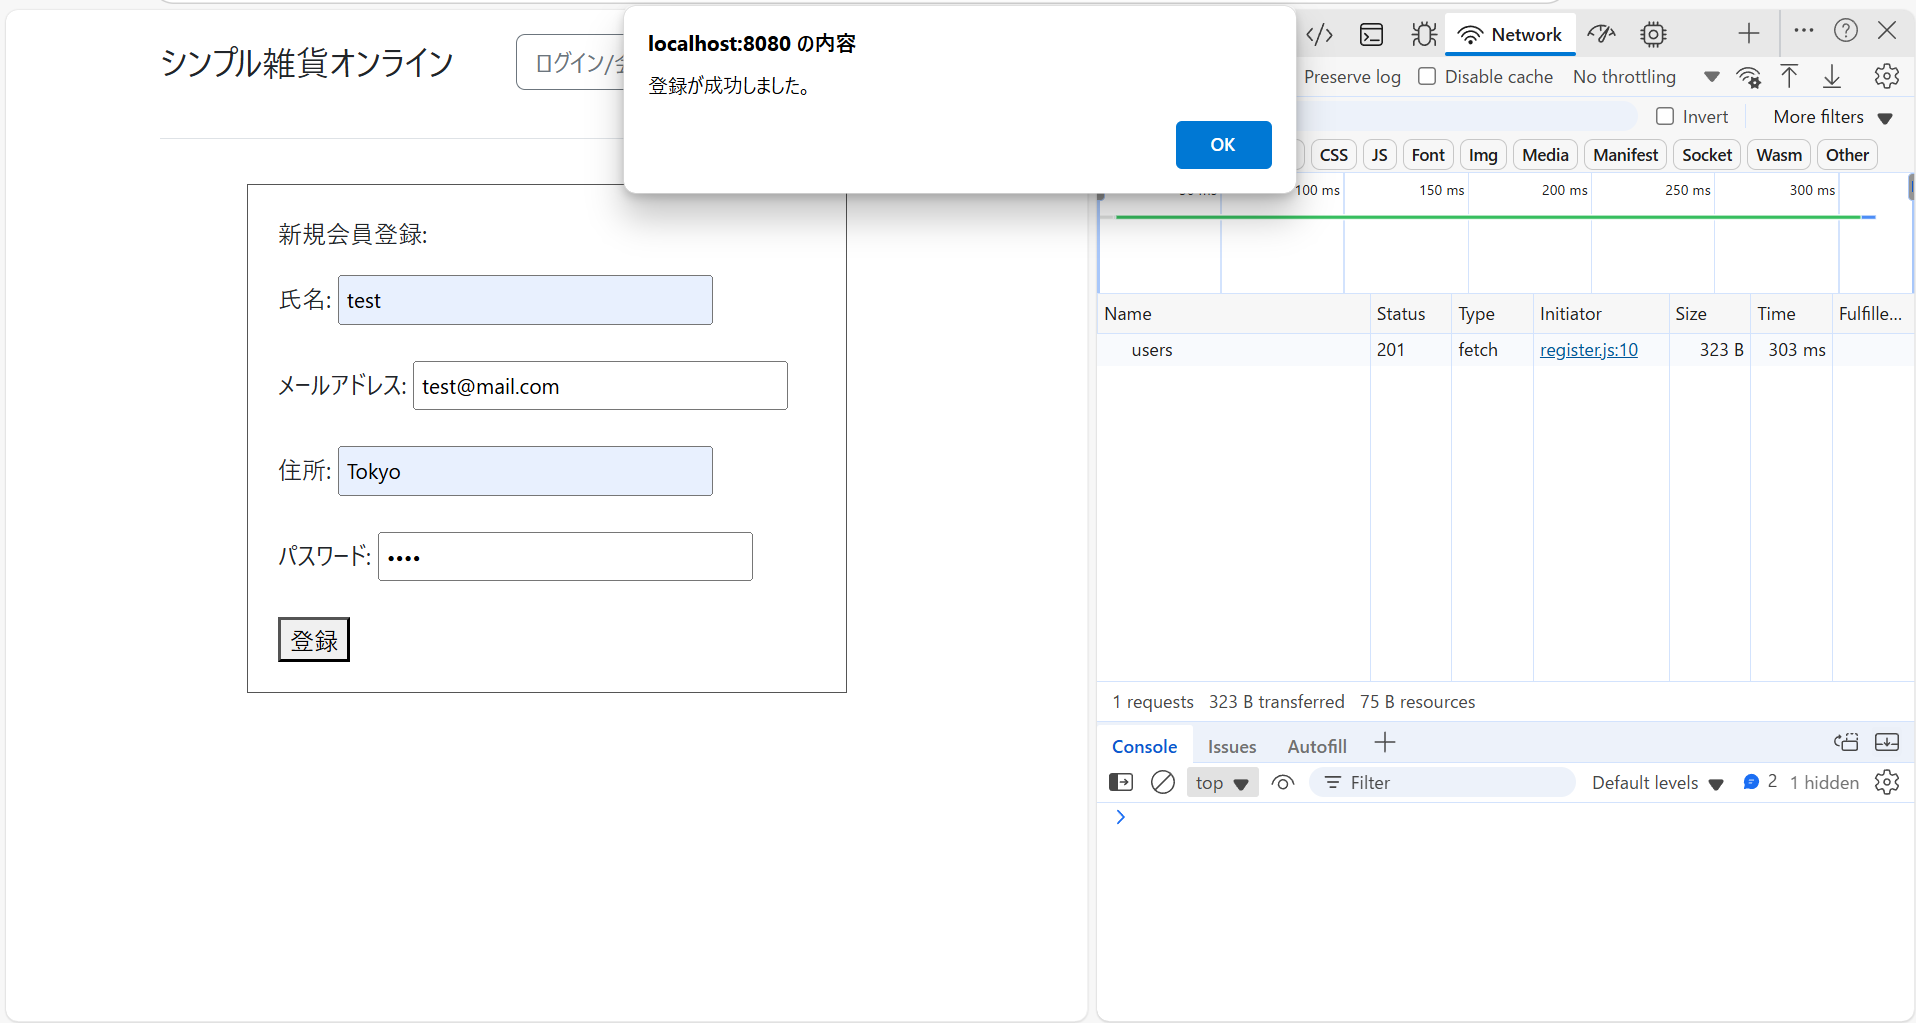 シンプル雑貨オンライン
ログイン/会
localhost:8080 の内容
登録が成功しました。
OK
新規会員登録:
氏名: test
メールアドレス: test@mail.com
住所: Tokyo
パスワード: ••••
登録
Network
Preserve log Disable cache No throttling
Invert More filters
CSS JS Font Img Media Manifest Socket Wasm Other
100 ms 150 ms 200 ms 250 ms 300 ms
Name Status Type Initiator Size Time Fulfille...
users 201 fetch register.js:10 323 B 303 ms
1 requests 323 B transferred 75 B resources
Console Issues Autofill
top Filter Default levels 2 1 hidden